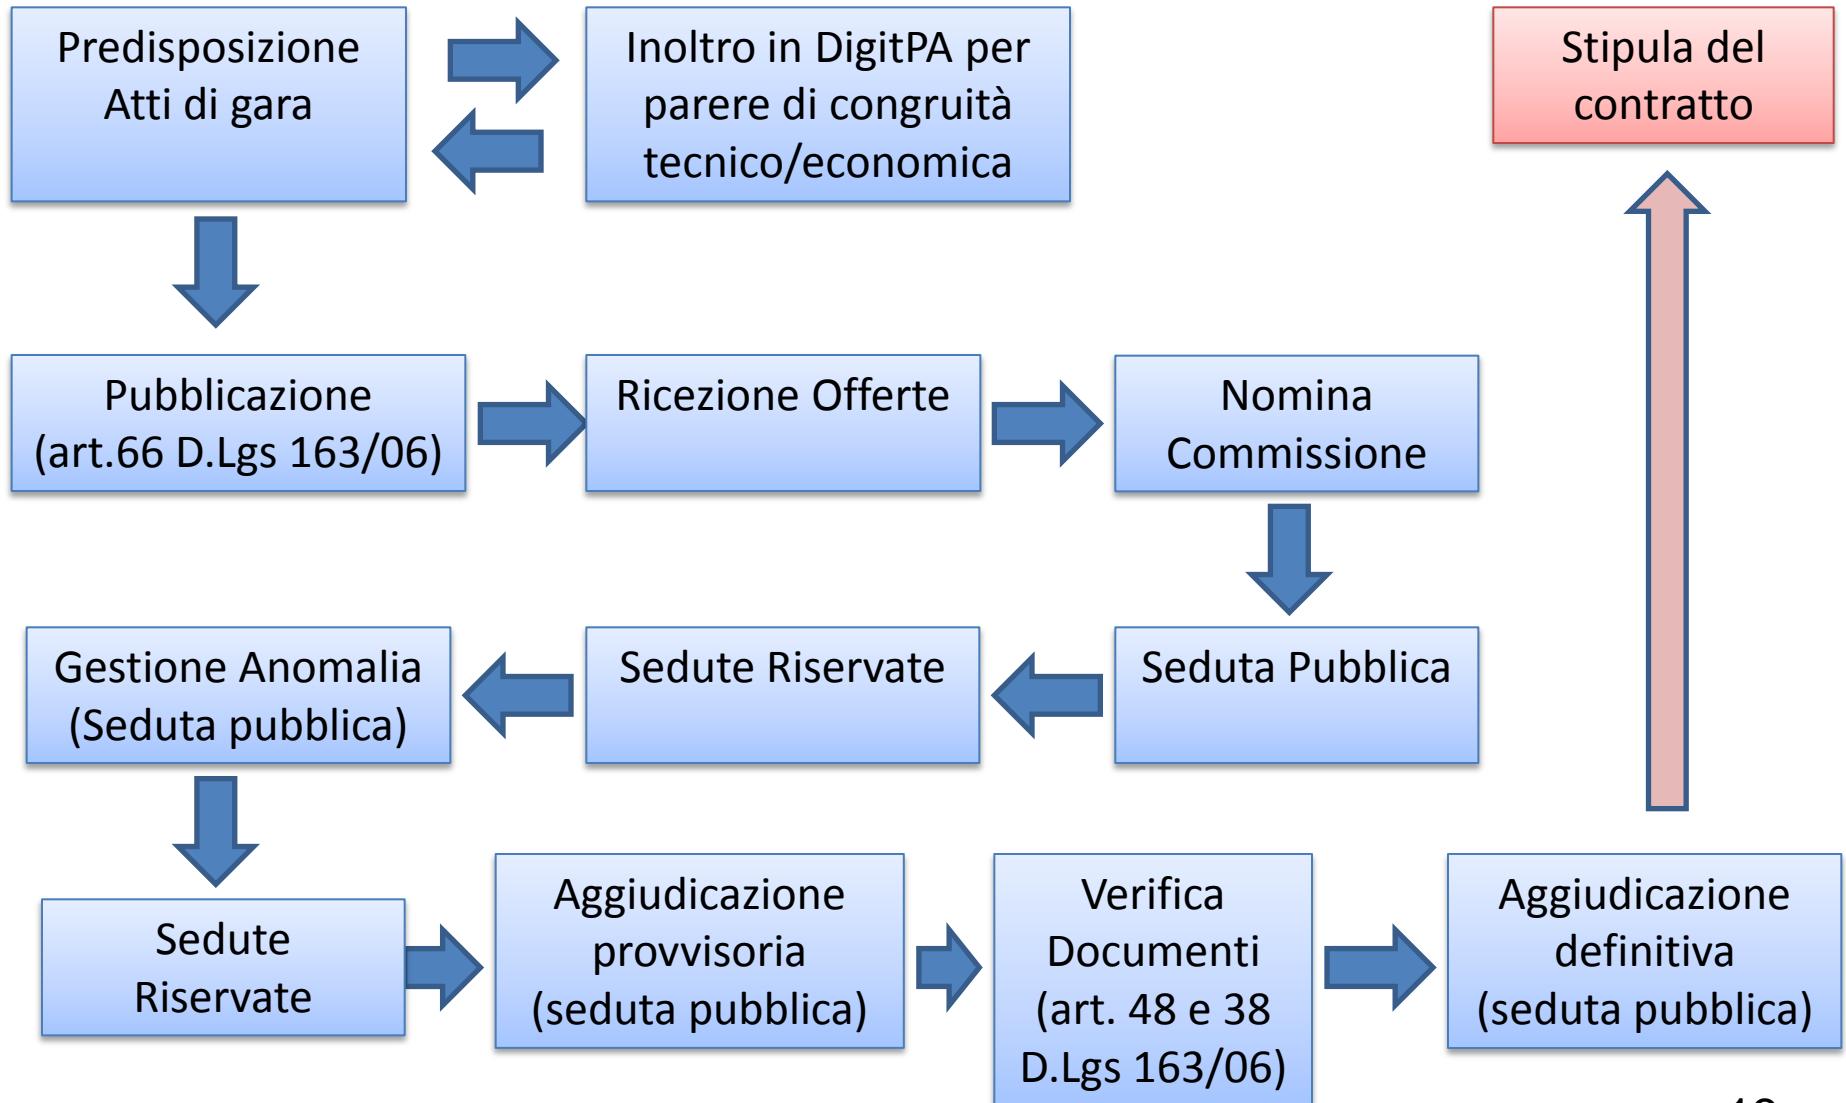 Predisposizione
Atti di gara
Inoltro in DigitPA per
parere di congruità
tecnico/economica
Stipula del
contratto
Pubblicazione
(art.66 D.Lgs 163/06)
Ricezione Offerte
Nomina
Commissione
Gestione Anomalia
(Seduta pubblica)
Sedute Riservate
Seduta Pubblica
Sedute
Riservate
Aggiudicazione
provvisoria
(seduta pubblica)
Verifica
Documenti
(art. 48 e 38
D.Lgs 163/06)
Aggiudicazione
definitiva
(seduta pubblica)